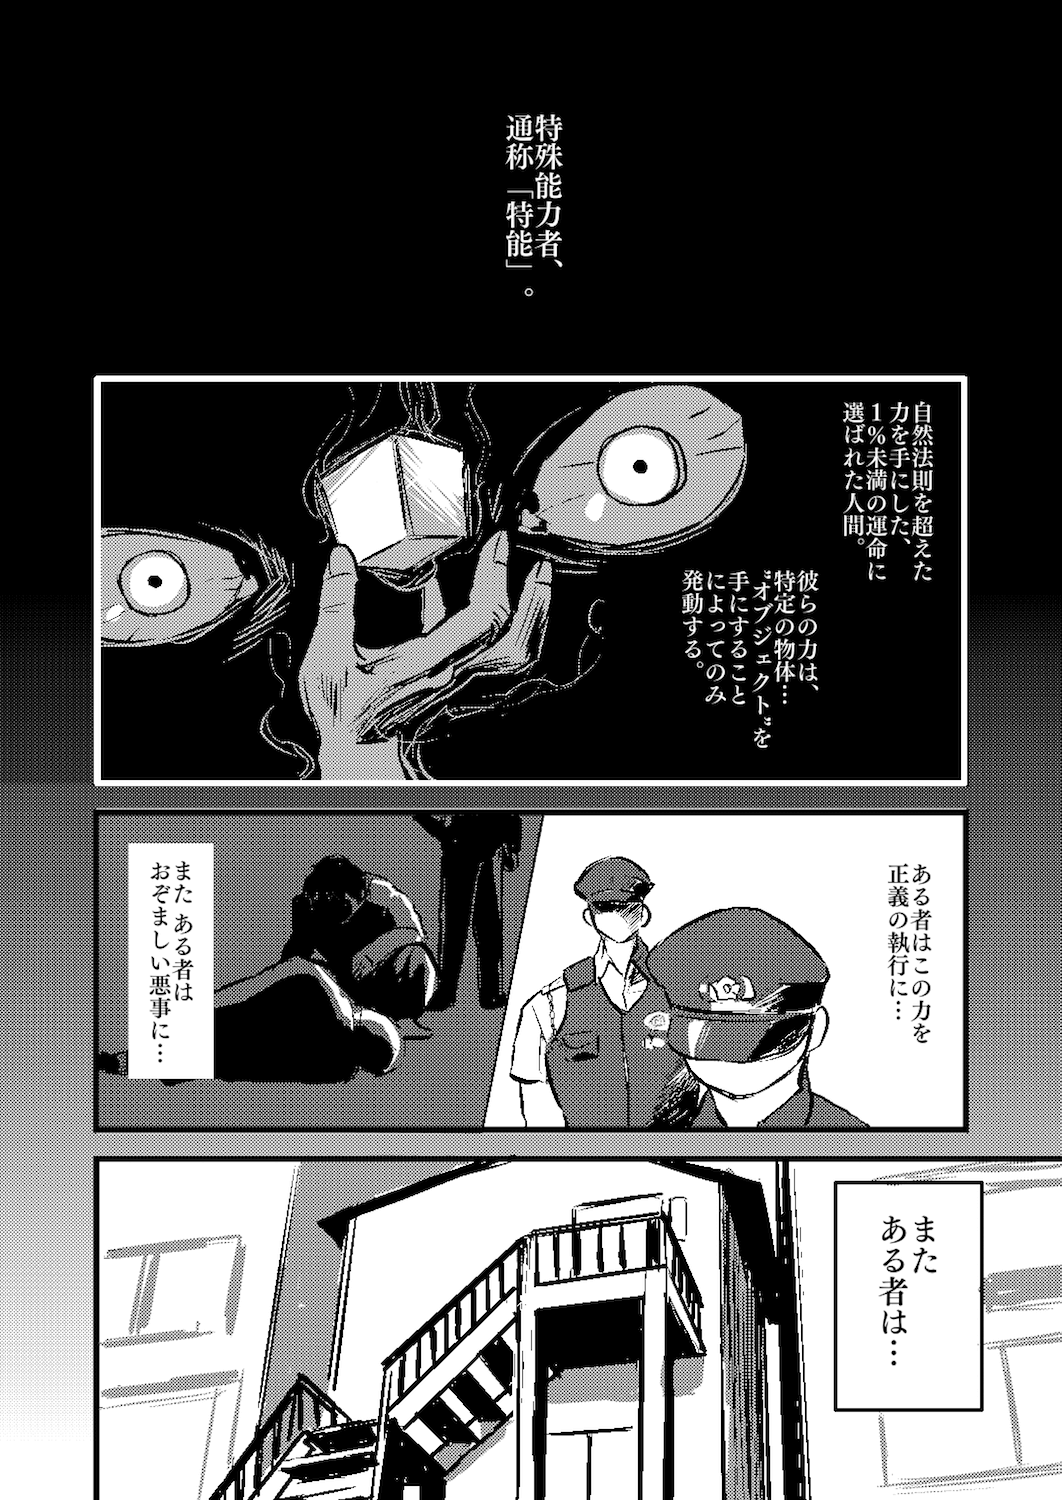 特殊能力者、
通称「特能」。
自然法則を超えた
力を手にした、
1%未満の運命に
選ばれた人間。
彼らの力は、
特定の物体…
"オブジェクト"を
手にすること
によってのみ
発動する。
ある者はこの力を
正義の執行に…
また ある者は
おぞましい悪事に…
また
ある者は…